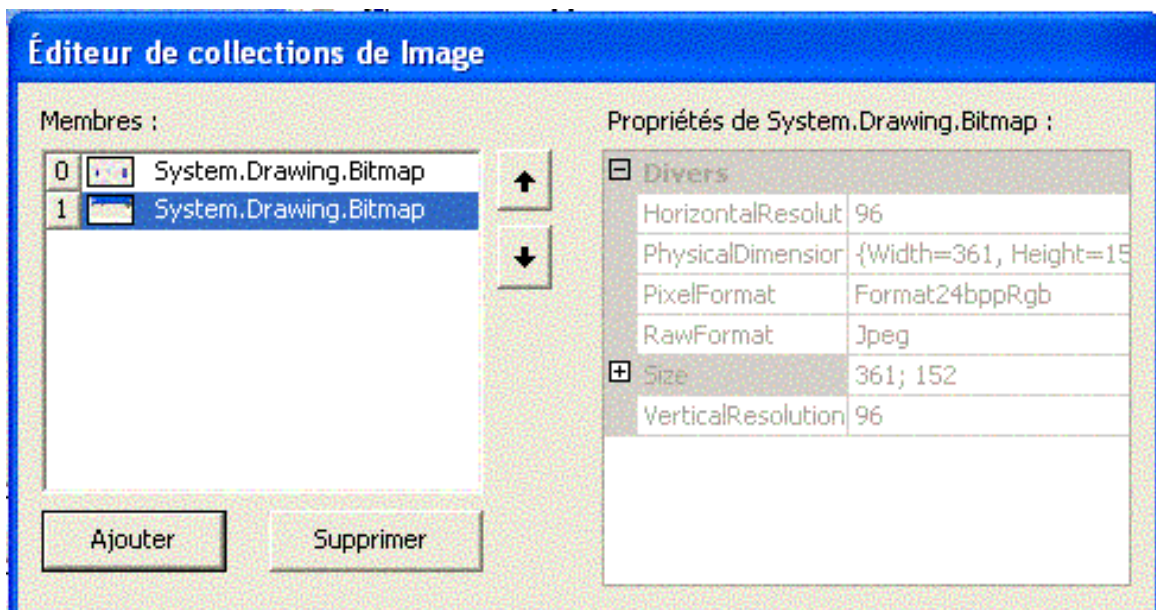 Éditeur de collections de Image
Membres :
0 System.Drawing.Bitmap
1 System.Drawing.Bitmap
Ajouter
Supprimer
Propriétés de System.Drawing.Bitmap :
Divers
HorizontalResolut 96
PhysicalDimension {Width=361, Height=15
PixelFormat Format24bppRgb
RawFormat Jpeg
Size 361; 152
VerticalResolution 96